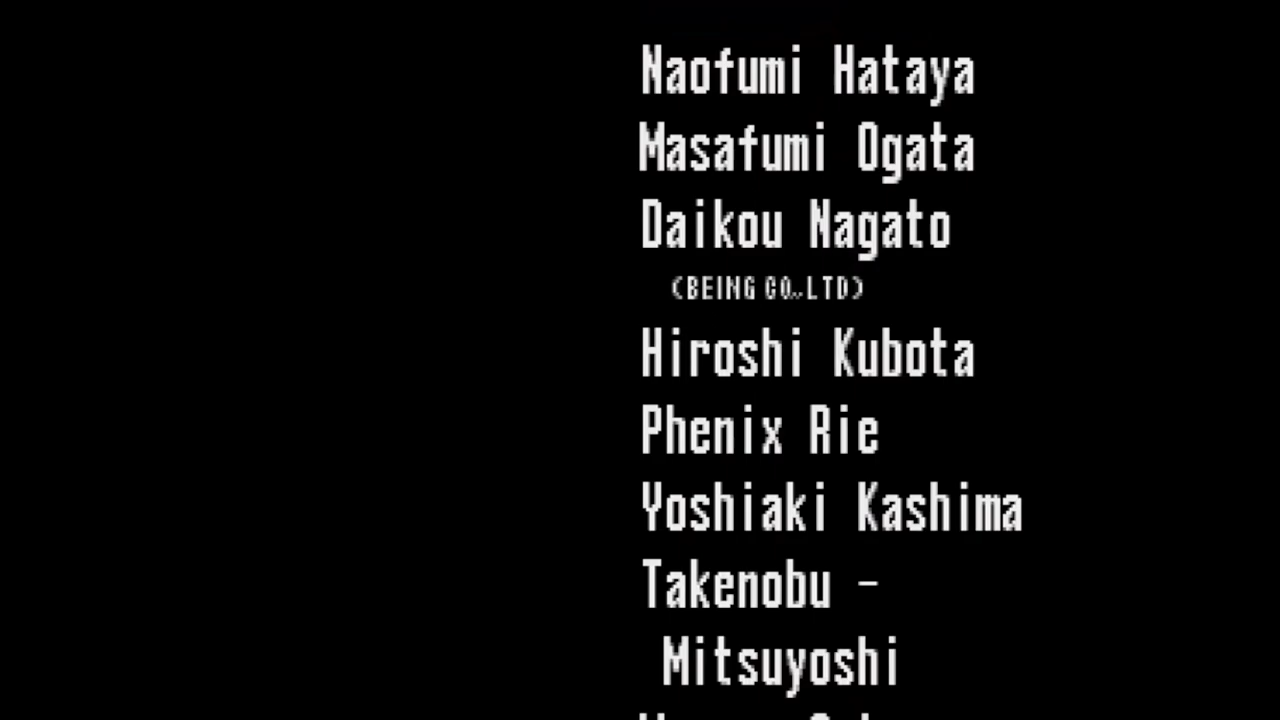 Naofumi Hataya
Masafumi Ogata
Daikou Nagato
(BEING CO.,LTD)
Hiroshi Kubota
Phenix Rie
Yoshiaki Kashima
Takenobu -
Mitsuyoshi